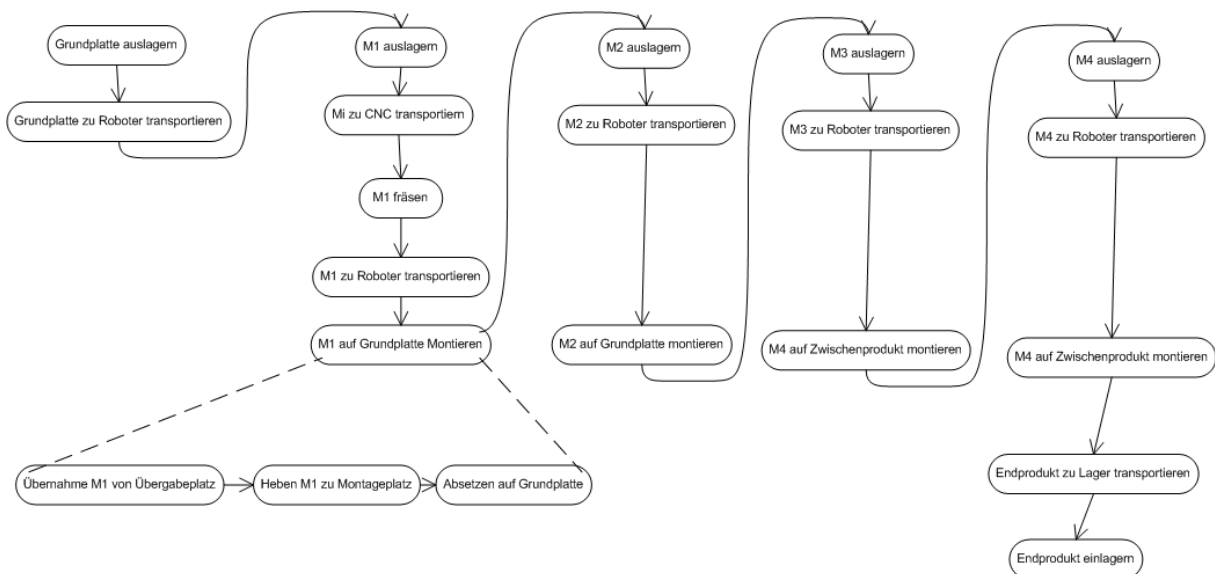 Grundplatte auslagern
Grundplatte zu Roboter transportieren
M1 auslagern
Mi zu CNC transportiern
M1 fräsen
M1 zu Roboter transportieren
M1 auf Grundplatte Montieren
Übernahme M1 von Übergabeplatz
Heben M1 zu Montageplatz
Absetzen auf Grundplatte
M2 auslagern
M2 zu Roboter transportieren
M2 auf Grundplatte montieren
M3 auslagern
M3 zu Roboter transportieren
M4 auf Zwischenprodukt montieren
M4 auslagern
M4 zu Roboter transportieren
M4 auf Zwischenprodukt montieren
Endprodukt zu Lager transportieren
Endprodukt einlagern